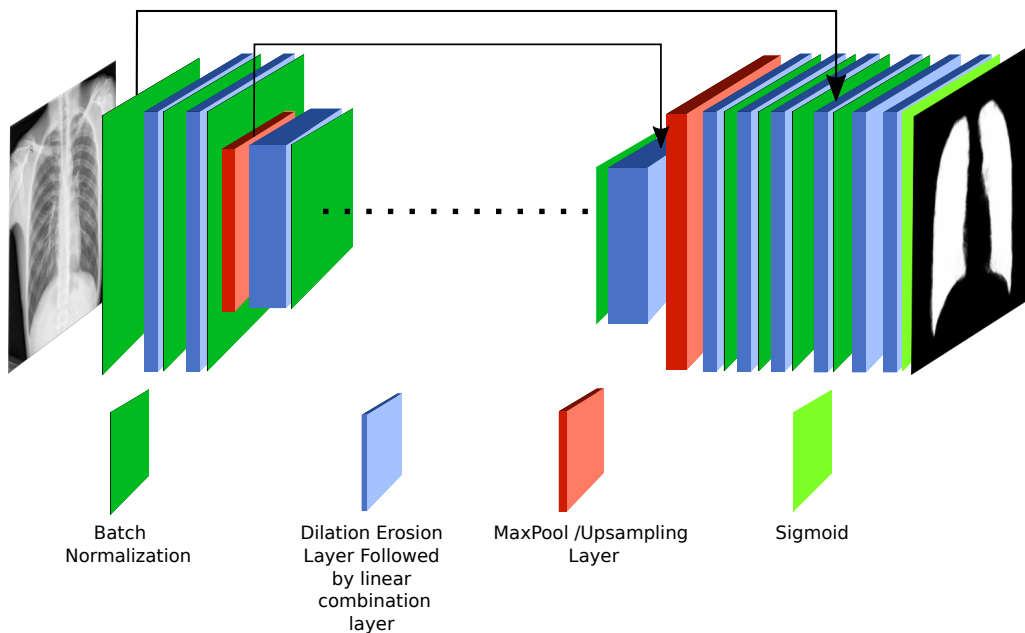 Batch
Normalization
Dilation Erosion
Layer Followed
by linear
combination
layer
MaxPool /Upsampling
Layer
Sigmoid